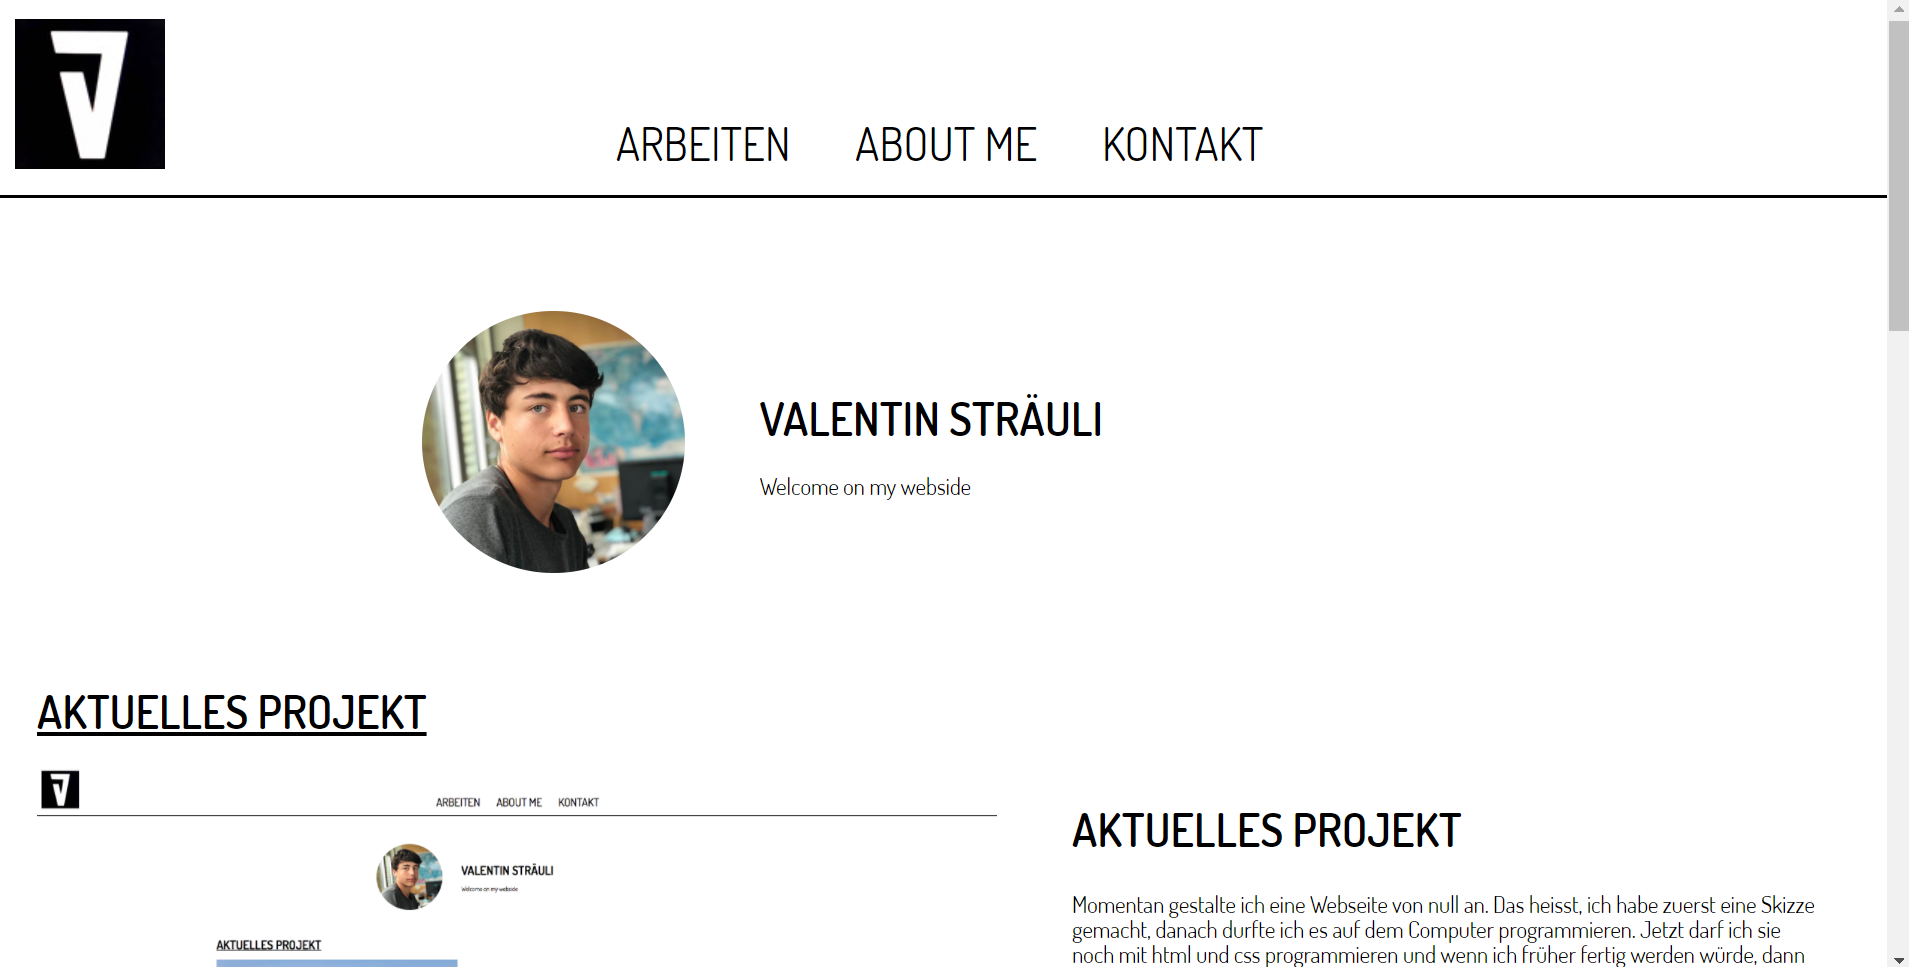 ARBEITEN ABOUT ME KONTAKT
VALENTIN STRÄULI
Welcome on my webside
AKTUELLES PROJEKT
ARBEITEN ABOUT ME KONTAKT
VALENTIN STRÄULI
Welcome on my webside
AKTUELLES PROJEKT
AKTUELLES PROJEKT
Momentan gestalte ich eine Webseite von null an. Das heisst, ich habe zuerst eine Skizze
gemacht, danach durfte ich es auf dem Computer programmieren. Jetzt darf ich sie
noch mit html und css programmieren und wenn ich früher fertig werden würde, dann